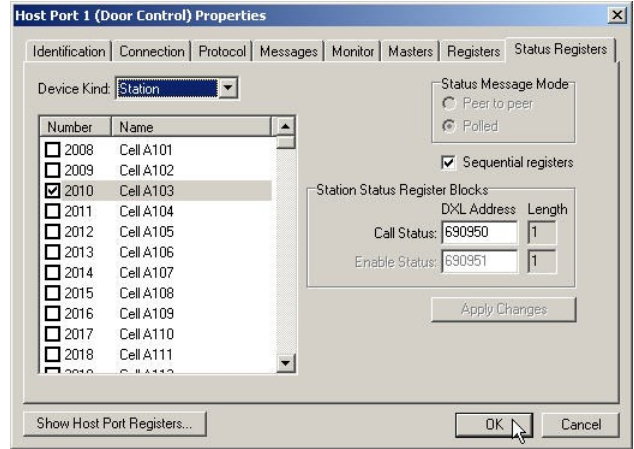 Host Port 1 (Door Control) Properties
Identification Connection Protocol Messages Monitor Masters Registers Status Registers
Device Kind: Station
Number Name
2008 Cell A101
2009 Cell A102
2010 Cell A103
2011 Cell A104
2012 Cell A105
2013 Cell A106
2014 Cell A107
2015 Cell A108
2016 Cell A109
2017 Cell A110
2018 Cell A111
Status Message Mode
Peer to peer
Polled
Sequential registers
Station Status Register Blocks
DXL Address Length
Call Status: 690950 1
Enable Status: 690951 1
Apply Changes
Show Host Port Registers...
OK Cancel